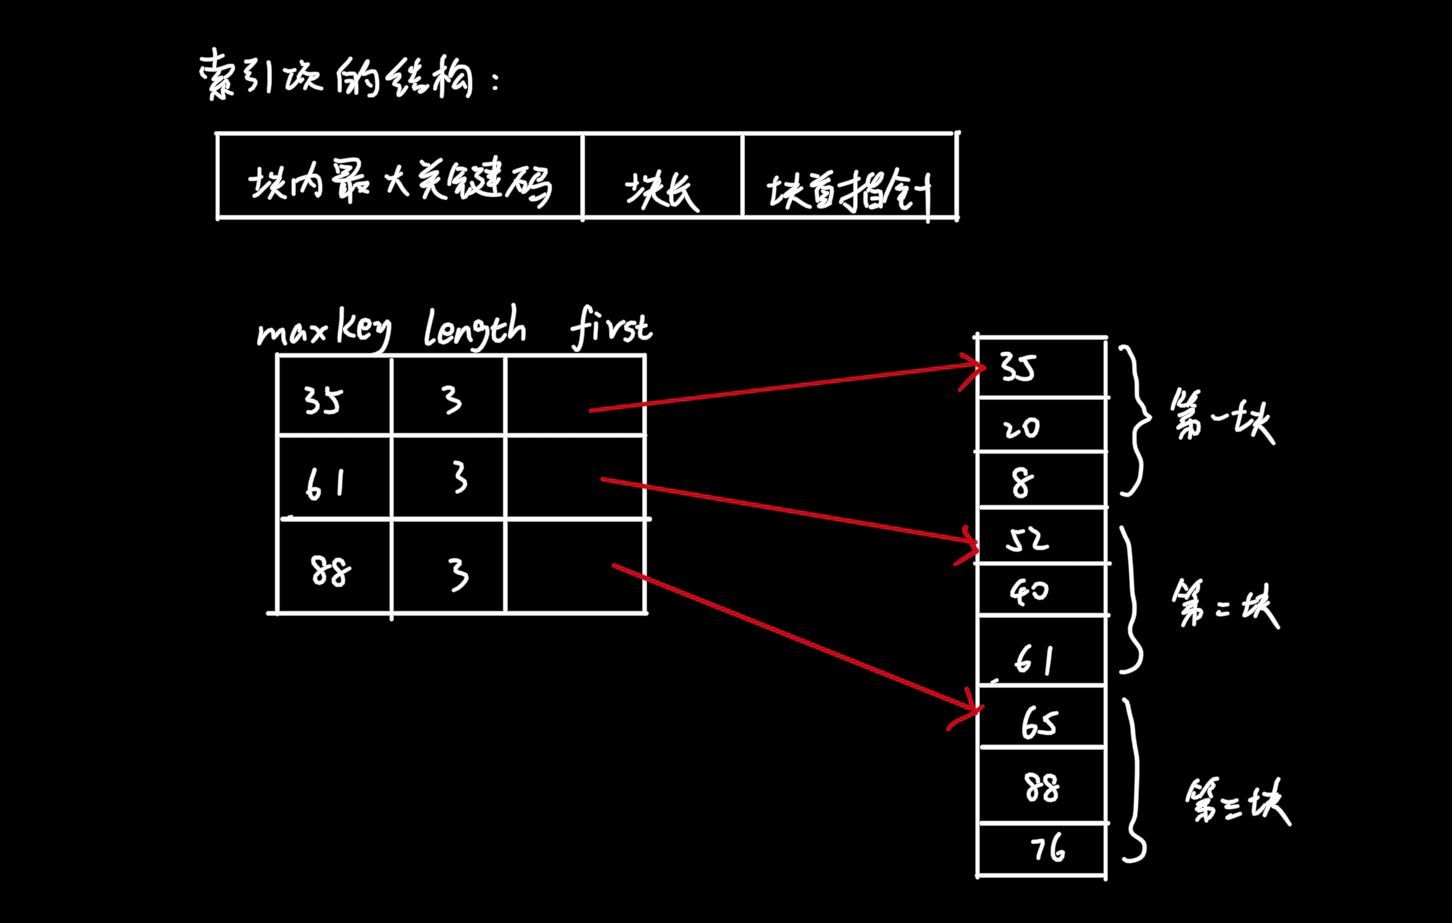 索引项的结构：
块内最大关键码 块长 块首指针
maxkey length first
35 3
61 3
88 3
35
20
8
第一块
52
40
61
第二块
65
88
76
第三块